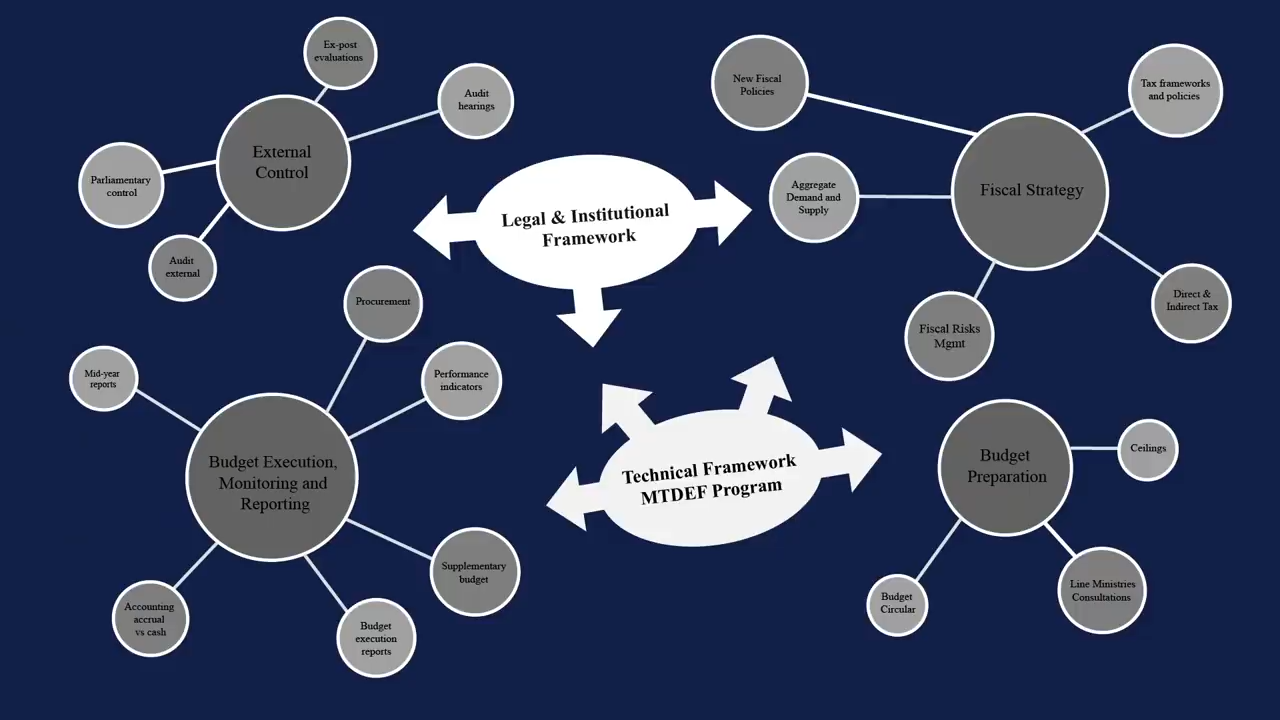 Ex-post
evaluations
Audit
hearings
External
Control
Parliamentary
control
Audit
external
New Fiscal
Policies
Tax frameworks
and policies
Aggregate
Demand and
Supply
Fiscal Strategy
Direct &
Indirect Tax
Fiscal Risks
Mgmt
Legal & Institutional
Framework
Procurement
Mid-year
reports
Performance
indicators
Budget Execution,
Monitoring and
Reporting
Supplementary
budget
Accounting
accrual
vs cash
Budget
execution
reports
Technical Framework
MTDEF Program
Budget
Preparation
Ceilings
Line Ministries
Consultations
Budget
Circular